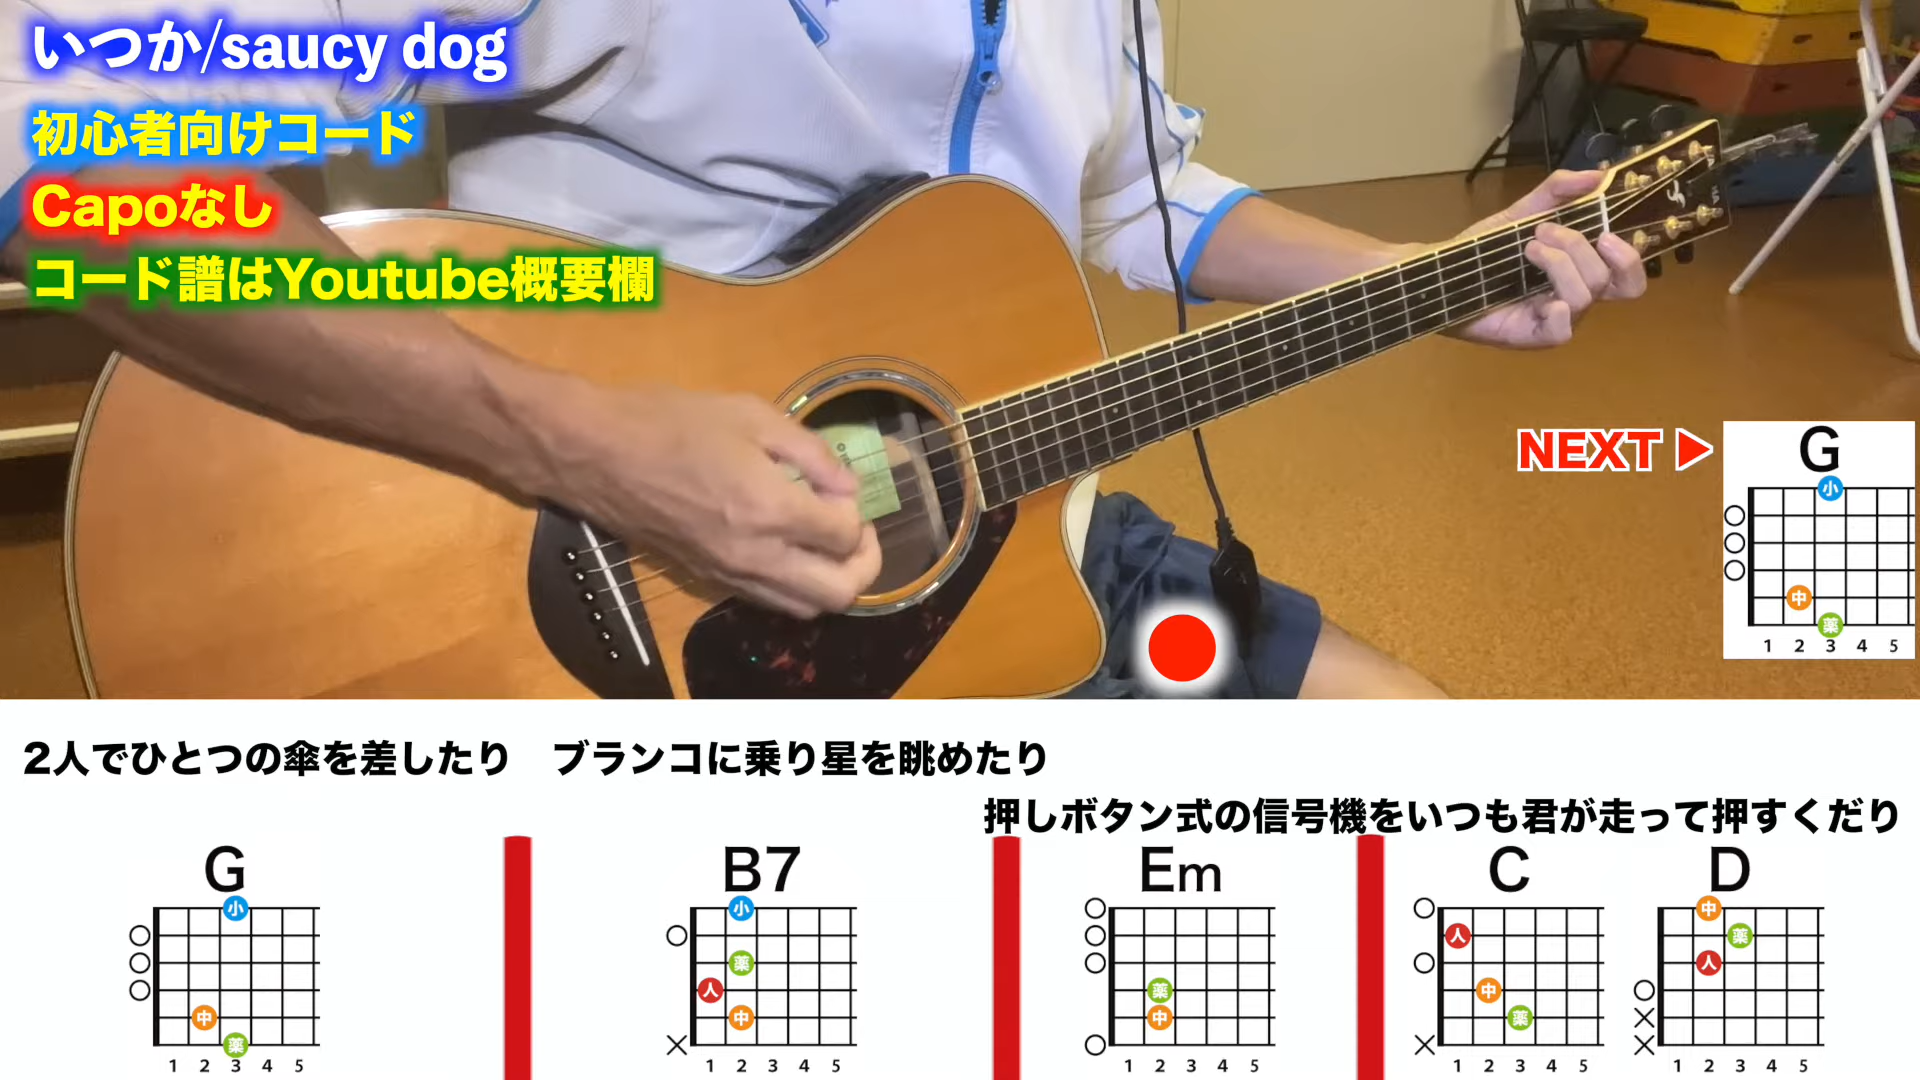 いつか/saucy dog
初心者向けコード
Capoなし
コード譜はYoutube概要欄
NEXT
G
小
中
薬
1 2 3 4 5
2人でひとつの傘を差したり ブランコに乗り星を眺めたり
押しボタン式の信号機をいつも君が走って押すくだり
G
小
中
薬
1 2 3 4 5
B7
小
薬
人
中
1 2 3 4 5
Em
薬
中
1 2 3 4 5
C
人
中
薬
1 2 3 4 5
D
中
薬
人
1 2 3 4 5